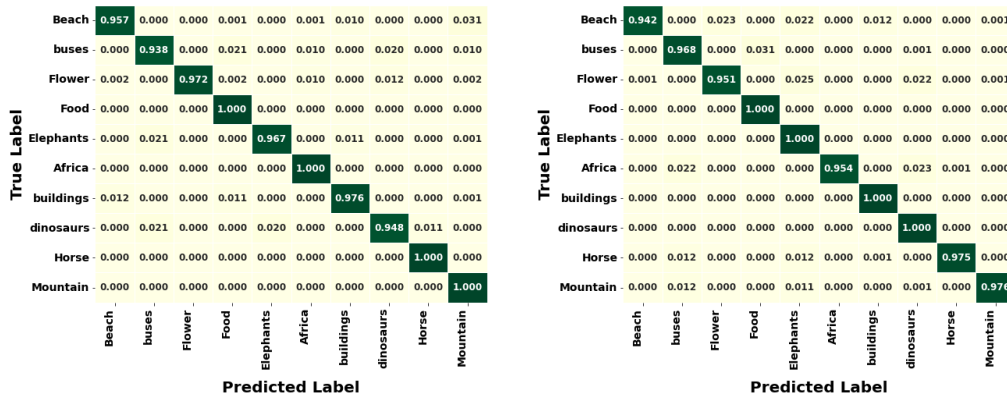 Beach 0.957 0.000 0.000 0.001 0.000 0.001 0.010 0.000 0.000 0.031
buses 0.000 0.938 0.000 0.021 0.000 0.010 0.000 0.020 0.000 0.010
Flower 0.002 0.000 0.972 0.002 0.000 0.010 0.000 0.012 0.000 0.002
Food 0.000 0.000 0.000 1.000 0.000 0.000 0.000 0.000 0.000 0.000
Elephants 0.000 0.021 0.000 0.000 0.967 0.000 0.011 0.000 0.000 0.001
Africa 0.000 0.000 0.000 0.000 0.000 1.000 0.000 0.000 0.000 0.000
buildings 0.012 0.000 0.000 0.011 0.000 0.000 0.976 0.000 0.000 0.001
dinosaurs 0.000 0.021 0.000 0.000 0.020 0.000 0.000 0.948 0.011 0.000
Horse 0.000 0.000 0.000 0.000 0.000 0.000 0.000 0.000 1.000 0.000
Mountain 0.000 0.000 0.000 0.000 0.000 0.000 0.000 0.000 0.000 1.000
True Label
Beach buses Flower Food Elephants Africa buildings dinosaurs Horse Mountain
Predicted Label
Beach 0.942 0.000 0.023 0.000 0.022 0.000 0.012 0.000 0.000 0.001
buses 0.000 0.968 0.000 0.031 0.000 0.000 0.000 0.001 0.000 0.000
Flower 0.001 0.000 0.951 0.000 0.025 0.000 0.000 0.022 0.000 0.001
Food 0.000 0.000 0.000 1.000 0.000 0.000 0.000 0.000 0.000 0.000
Elephants 0.000 0.000 0.000 0.000 1.000 0.000 0.000 0.000 0.000 0.000
Africa 0.000 0.022 0.000 0.000 0.000 0.954 0.000 0.023 0.001 0.000
buildings 0.000 0.000 0.000 0.000 0.000 0.000 1.000 0.000 0.000 0.000
dinosaurs 0.000 0.000 0.000 0.000 0.000 0.000 0.000 1.000 0.000 0.000
Horse 0.000 0.012 0.000 0.000 0.012 0.000 0.001 0.000 0.975 0.000
Mountain 0.000 0.012 0.000 0.000 0.011 0.000 0.000 0.001 0.000 0.976
True Label
Beach buses Flower Food Elephants Africa buildings dinosaurs Horse Mountain
Predicted Label